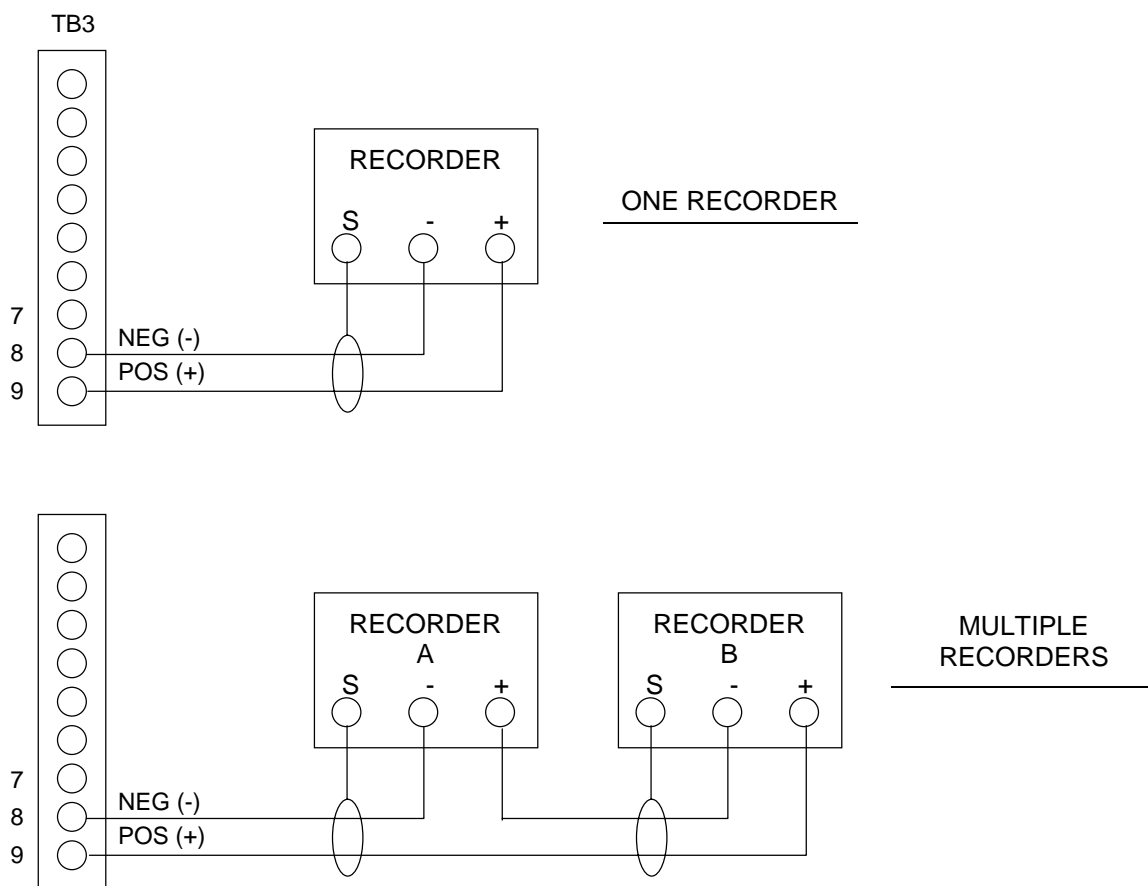 TB3
RECORDER
S - +
ONE RECORDER
7
NEG (-)
8
POS (+)
9
RECORDER
A
S - +
RECORDER
B
S - +
MULTIPLE
RECORDERS
7
NEG (-)
8
POS (+)
9